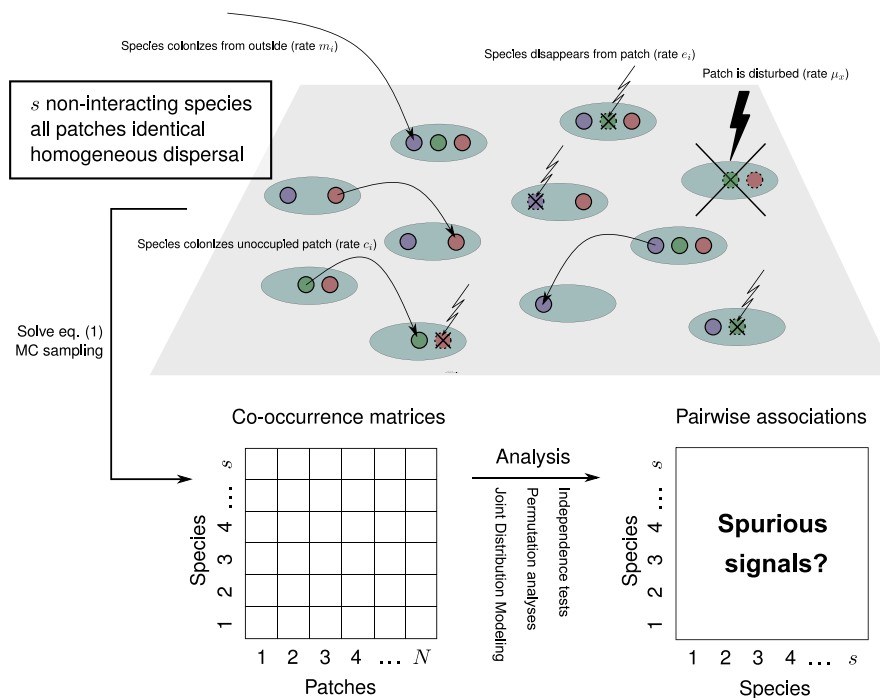 Species colonizes from outside (rate m_i)
Species disappears from patch (rate e_i)
Patch is disturbed (rate μ_x)
s non-interacting species
all patches identical
homogeneous dispersal
Species colonizes unoccupied patch (rate c_i)
Solve eq. (1)
MC sampling
Co-occurrence matrices
Species
1 2 3 4 ... s
1 2 3 4 ... N
Patches
Analysis
Independence tests
Permutation analyses
Joint Distribution Modeling
Pairwise associations
Species
1 2 3 4 ... s
Spurious
signals?
1 2 3 4 ... s
Species